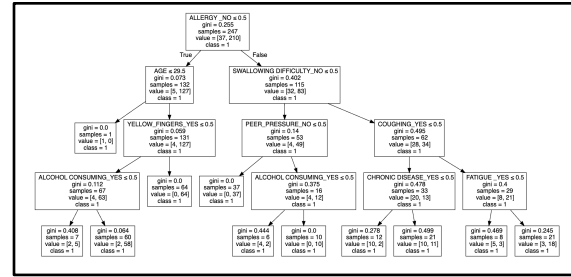 ALLERGY _NO ≤ 0.5
gini = 0.255
samples = 247
value = [37, 210]
class = 1
True
False
AGE ≤ 29.5
gini = 0.073
samples = 132
value = [5, 127]
class = 1
SWALLOWING DIFFICULTY_NO ≤ 0.5
gini = 0.402
samples = 115
value = [32, 83]
class = 1
gini = 0.0
samples = 1
value = [1, 0]
class = 1
YELLOW_FINGERS_YES ≤ 0.5
gini = 0.059
samples = 131
value = [4, 127]
class = 1
PEER_PRESSURE_NO ≤ 0.5
gini = 0.14
samples = 53
value = [4, 49]
class = 1
COUGHING_YES ≤ 0.5
gini = 0.495
samples = 62
value = [28, 34]
class = 1
ALCOHOL CONSUMING_YES ≤ 0.5
gini = 0.112
samples = 67
value = [4, 63]
class = 1
gini = 0.0
samples = 64
value = [0, 64]
class = 1
gini = 0.0
samples = 37
value = [0, 37]
class = 1
ALCOHOL CONSUMING_YES ≤ 0.5
gini = 0.375
samples = 16
value = [4, 12]
class = 1
CHRONIC DISEASE_YES ≤ 0.5
gini = 0.478
samples = 33
value = [20, 13]
class = 1
FATIGUE _YES ≤ 0.5
gini = 0.4
samples = 29
value = [8, 21]
class = 1
gini = 0.408
samples = 7
value = [2, 5]
class = 1
gini = 0.064
samples = 60
value = [2, 58]
class = 1
gini = 0.444
samples = 6
value = [4, 2]
class = 1
gini = 0.0
samples = 10
value = [0, 10]
class = 1
gini = 0.278
samples = 12
value = [10, 2]
class = 1
gini = 0.499
samples = 21
value = [10, 11]
class = 1
gini = 0.469
samples = 8
value = [5, 3]
class = 1
gini = 0.245
samples = 21
value = [3, 18]
class = 1